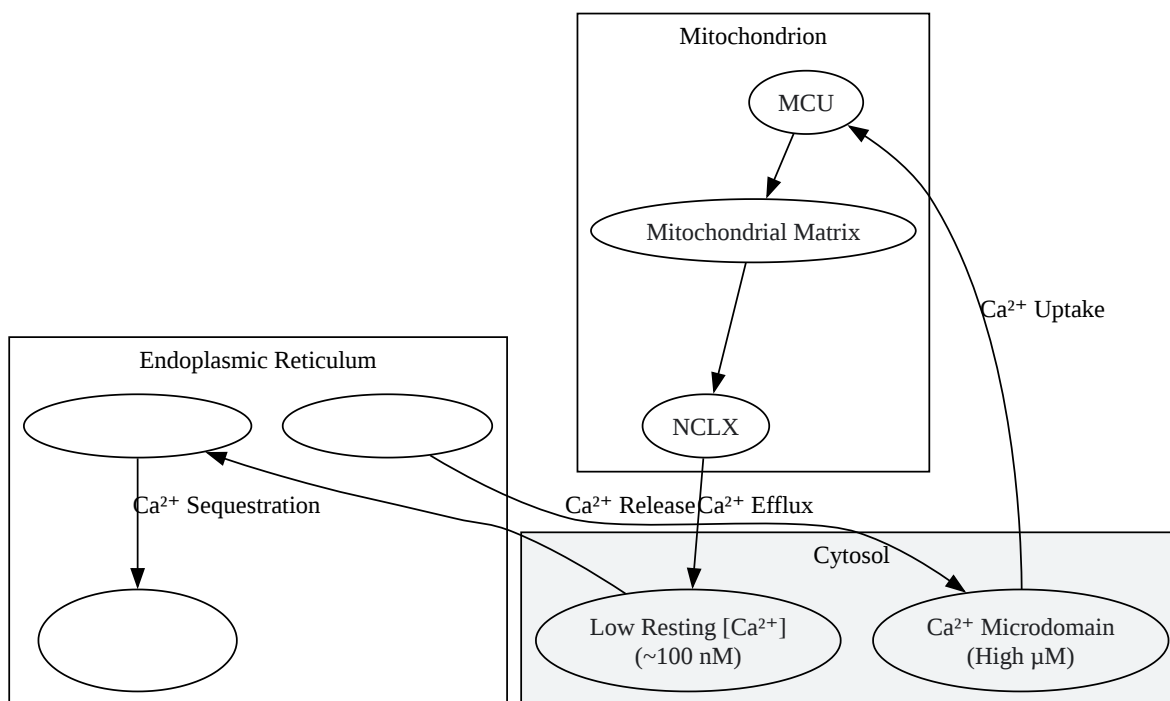 Mitochondrion
MCU
Mitochondrial Matrix
Ca²⁺ Uptake
Endoplasmic Reticulum
NCLX
Ca²⁺ Sequestration
Ca²⁺ Release
Ca²⁺ Efflux
Cytosol
Low Resting [Ca²⁺]
(~100 nM)
Ca²⁺ Microdomain
(High µM)